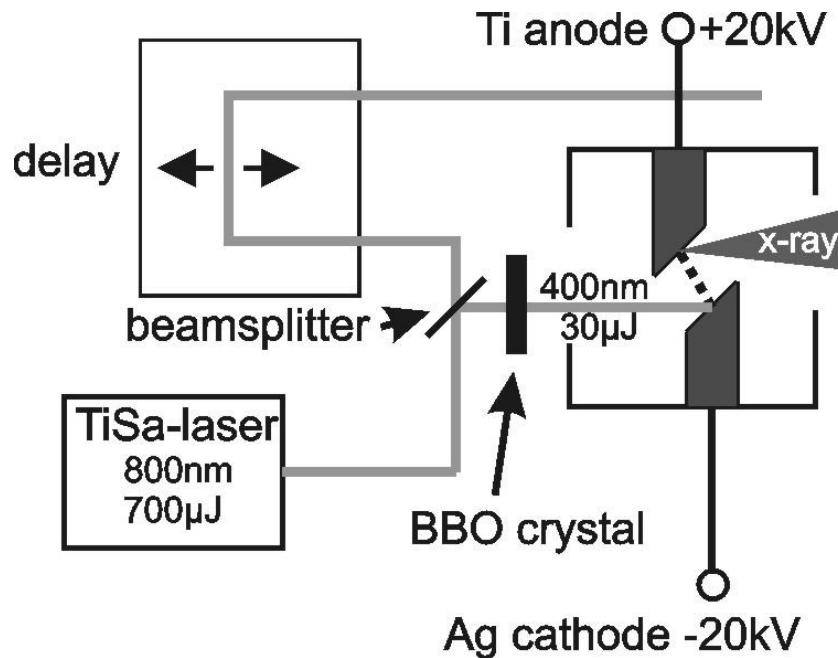 Ti anode +20kV
delay
x-ray
400nm
30µJ
beamsplitter
TiSa-laser
800nm
700µJ
BBO crystal
Ag cathode -20kV